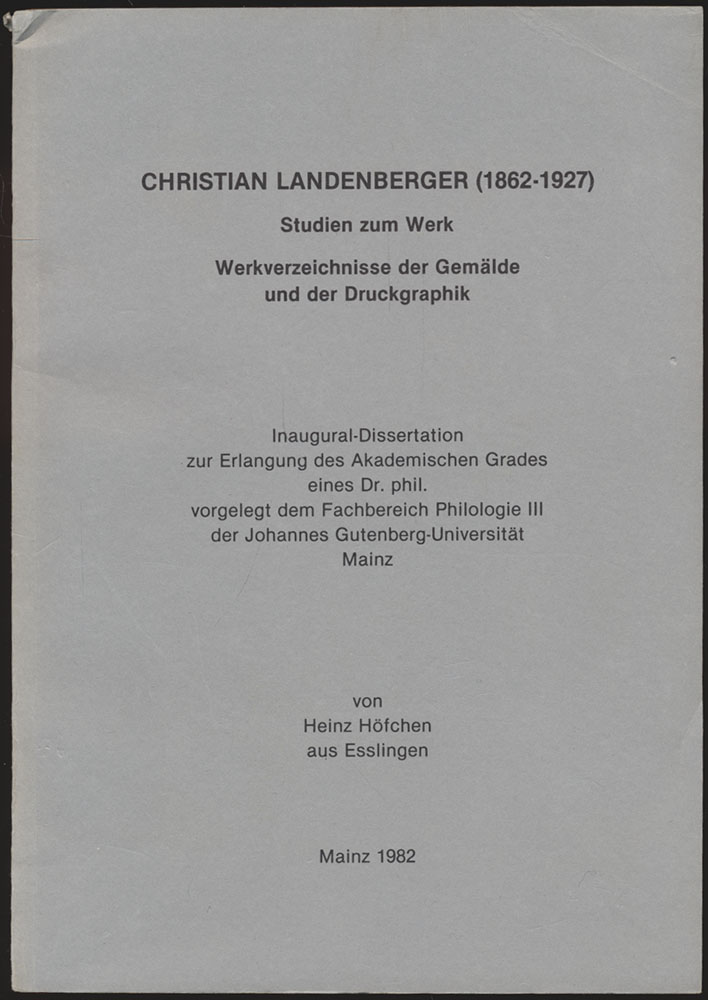 CHRISTIAN LANDENBERGER (1862-1927)
Studien zum Werk
Werkverzeichnisse der Gemälde
und der Druckgraphik
Inaugural-Dissertation
zur Erlangung des Akademischen Grades
eines Dr. phil.
vorgelegt dem Fachbereich Philologie III
der Johannes Gutenberg-Universität
Mainz
von
Heinz Höfchen
aus Esslingen
Mainz 1982